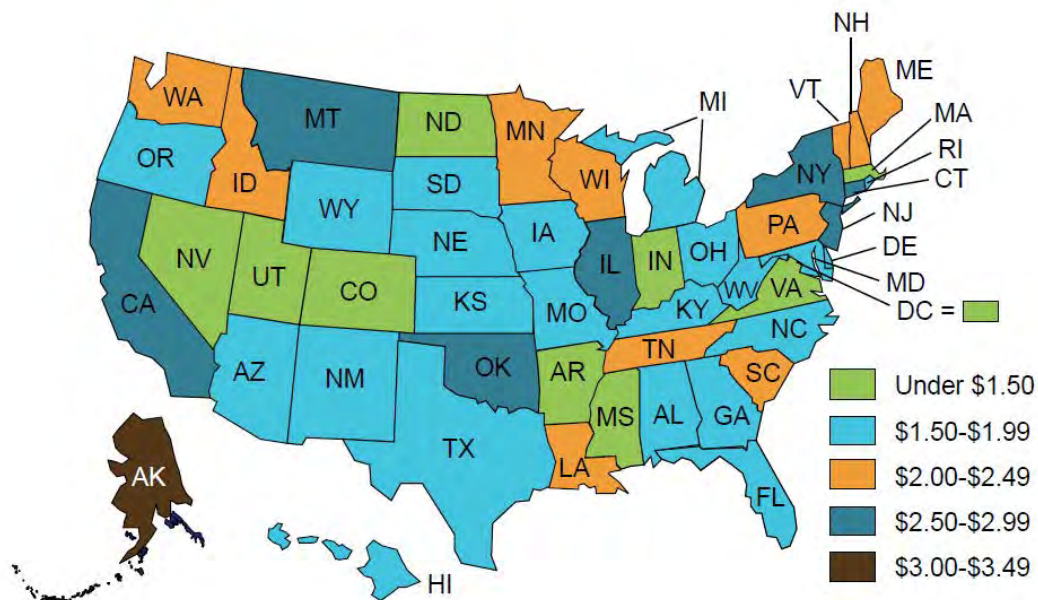 NH
ME
VT
MA
RI
CT
NJ
DE
MD
DC =
MI
WA
MT
ND
MN
OR
ID
SD
WI
NY
WY
IA
PA
NE
NV
UT
CO
IL
IN
OH
WV
VA
CA
KS
MO
KY
NC
TN
AZ
NM
OK
AR
SC
MS
AL
GA
TX
LA
FL
AK
HI
Under $1.50
$1.50-$1.99
$2.00-$2.49
$2.50-$2.99
$3.00-$3.49